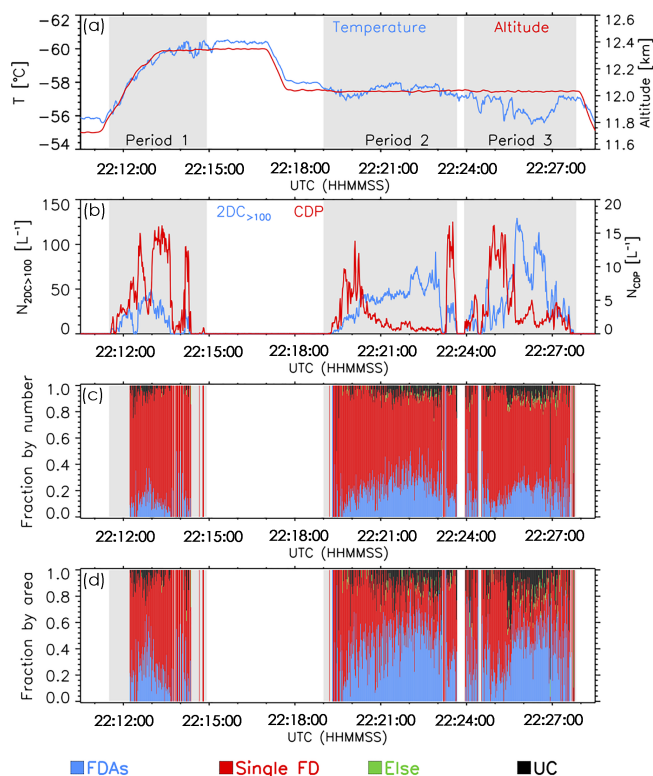 (a)
Temperature
Altitude
Period 1
Period 2
Period 3
−62
−60
−58
−56
−54
T [°C]
12.6
12.4
12.2
12.0
11.8
11.6
Altitude [km]
22:12:00 22:15:00 22:18:00 22:21:00 22:24:00 22:27:00
UTC (HHMMSS)
(b)
2DC>100
CDP
150
100
50
0
N2DC>100 [L−1]
20
15
10
5
0
NCDP [L−1]
22:12:00 22:15:00 22:18:00 22:21:00 22:24:00 22:27:00
UTC (HHMMSS)
(c)
1.0
0.8
0.6
0.4
0.2
0.0
Fraction by number
22:12:00 22:15:00 22:18:00 22:21:00 22:24:00 22:27:00
UTC (HHMMSS)
(d)
1.0
0.8
0.6
0.4
0.2
0.0
Fraction by area
22:12:00 22:15:00 22:18:00 22:21:00 22:24:00 22:27:00
UTC (HHMMSS)
FDAs Single FD Else UC